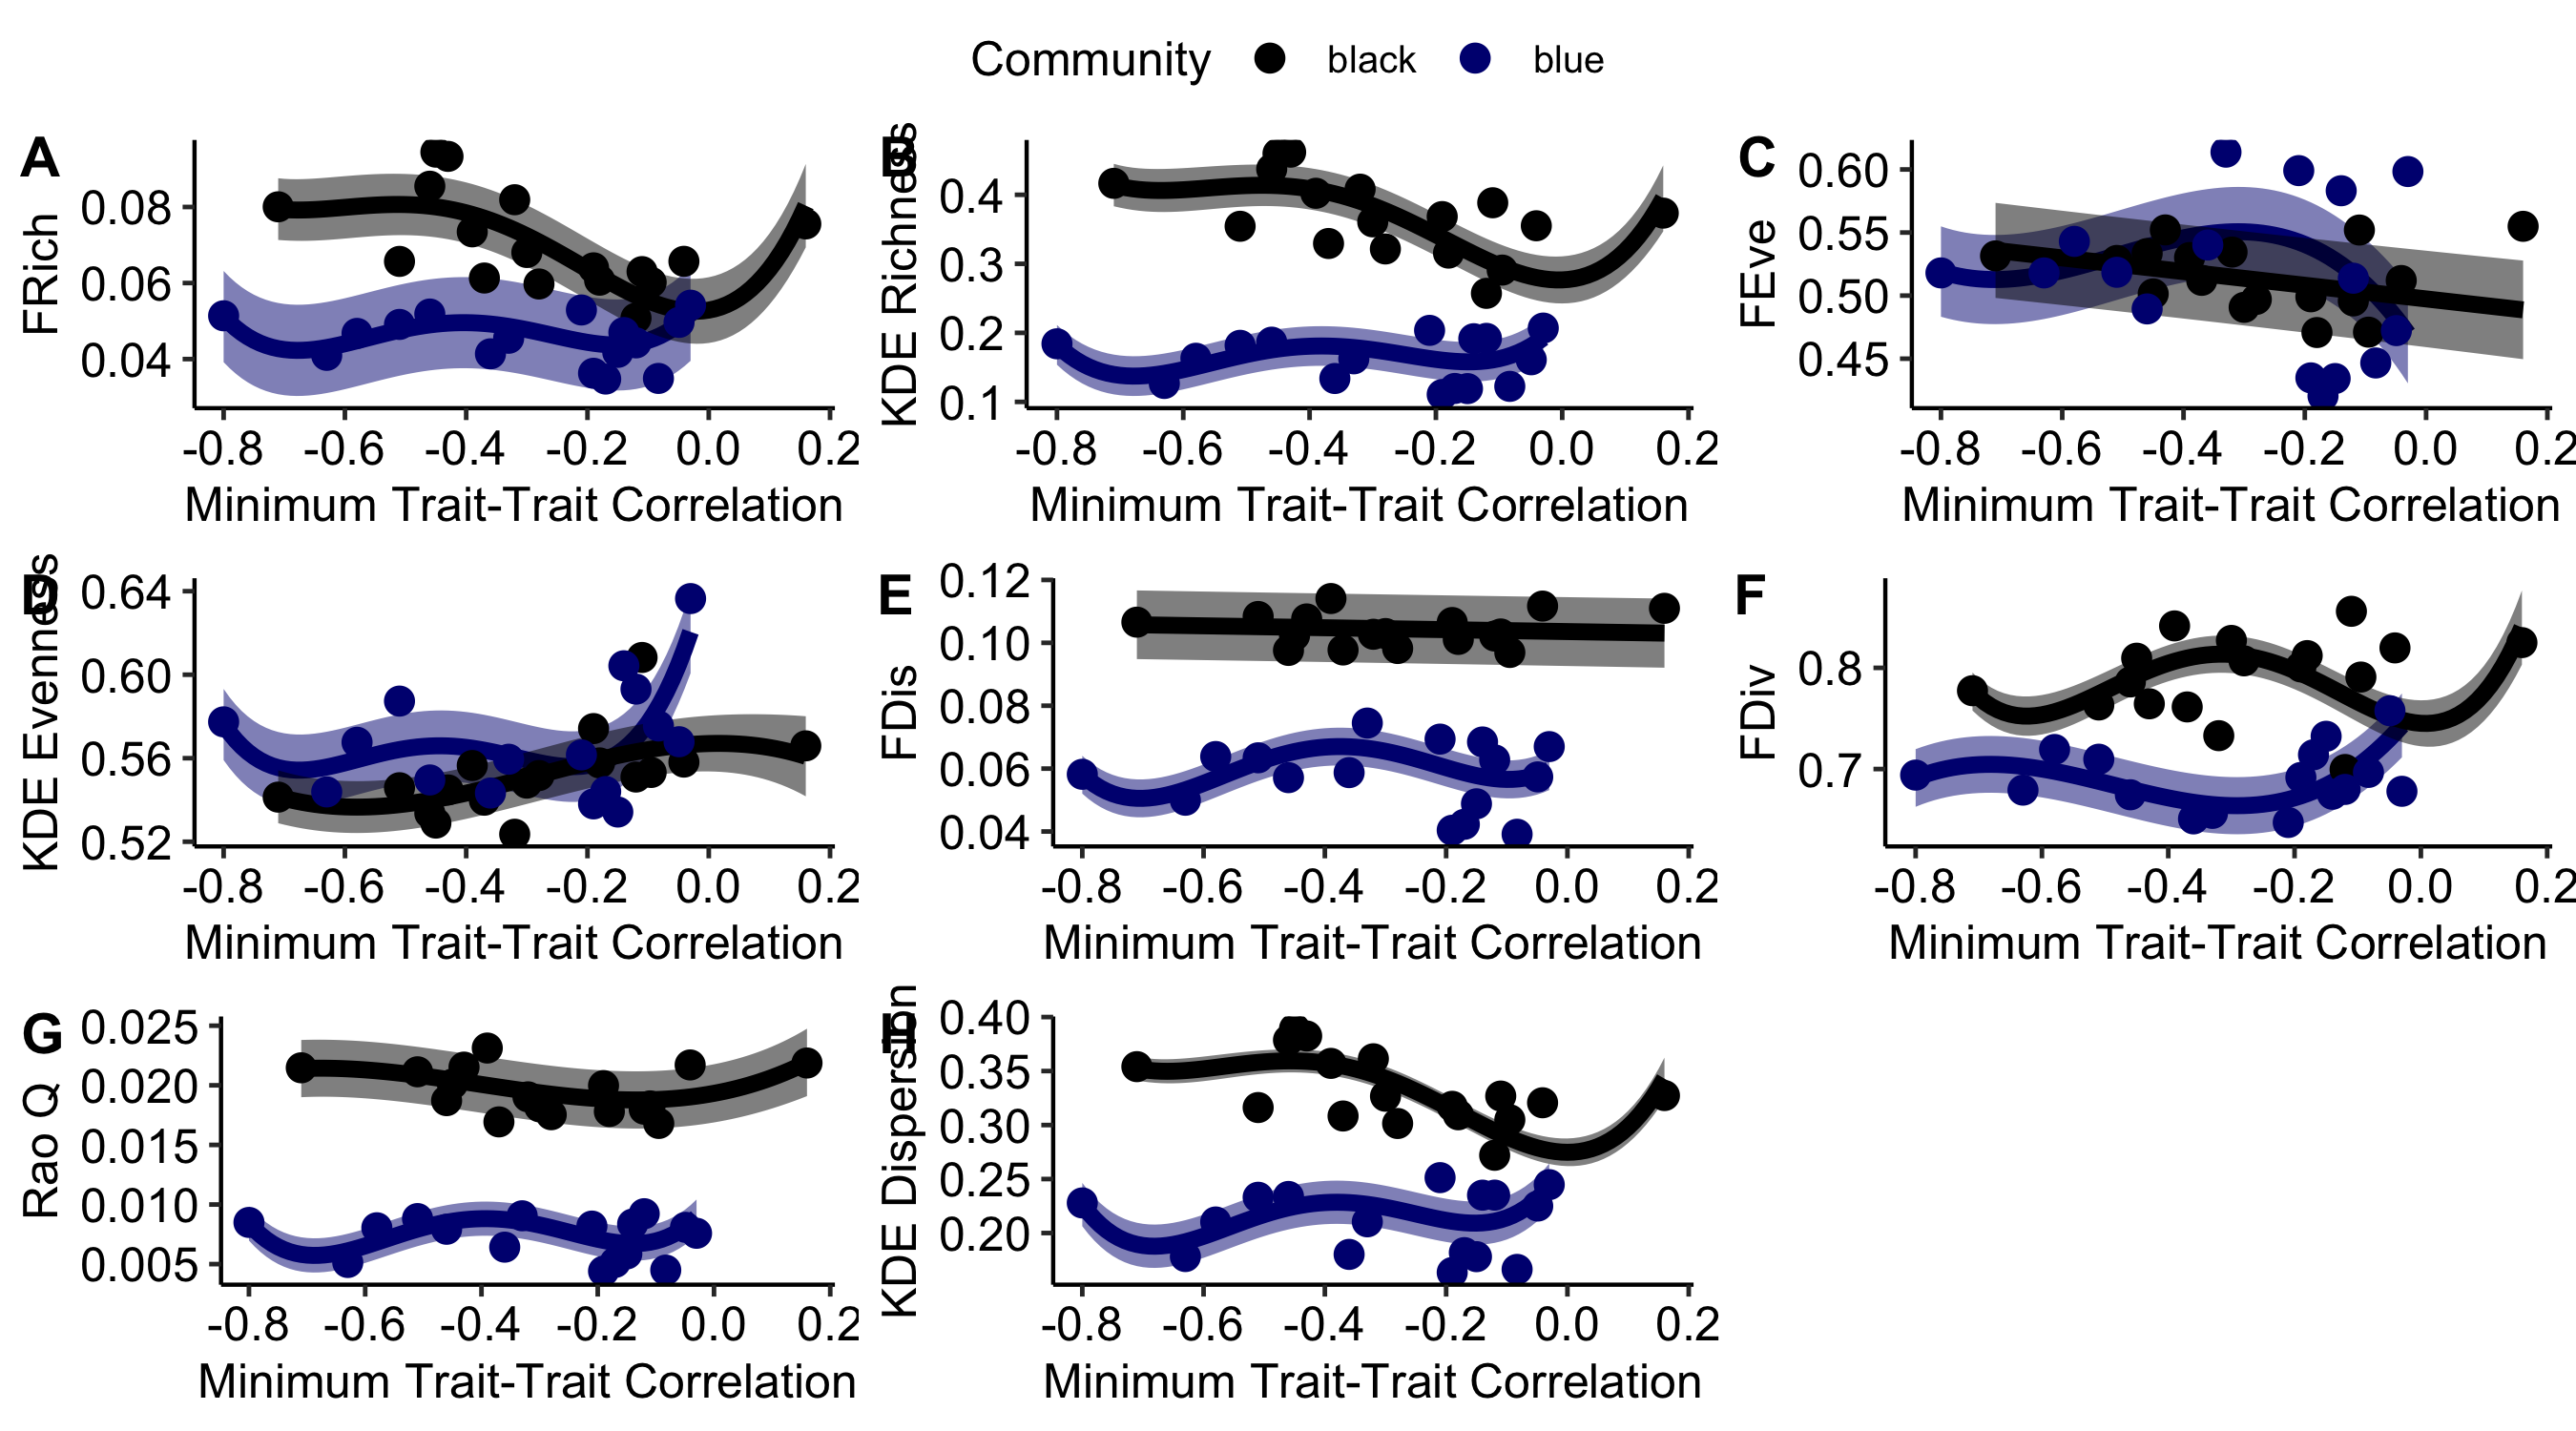 Community black blue
A
FRich
0.08
0.06
0.04
-0.8 -0.6 -0.4 -0.2 0.0 0.2
Minimum Trait-Trait Correlation
B
KDE Richness
0.4
0.3
0.2
0.1
-0.8 -0.6 -0.4 -0.2 0.0 0.2
Minimum Trait-Trait Correlation
C
FEve
0.60
0.55
0.50
0.45
-0.8 -0.6 -0.4 -0.2 0.0 0.2
Minimum Trait-Trait Correlation
D
KDE Evenness
0.64
0.60
0.56
0.52
-0.8 -0.6 -0.4 -0.2 0.0 0.2
Minimum Trait-Trait Correlation
E
FDis
0.12
0.10
0.08
0.06
0.04
-0.8 -0.6 -0.4 -0.2 0.0 0.2
Minimum Trait-Trait Correlation
F
FDiv
0.8
0.7
-0.8 -0.6 -0.4 -0.2 0.0 0.2
Minimum Trait-Trait Correlation
G
Rao Q
0.025
0.020
0.015
0.010
0.005
-0.8 -0.6 -0.4 -0.2 0.0 0.2
Minimum Trait-Trait Correlation
H
KDE Dispersion
0.40
0.35
0.30
0.25
0.20
-0.8 -0.6 -0.4 -0.2 0.0 0.2
Minimum Trait-Trait Correlation